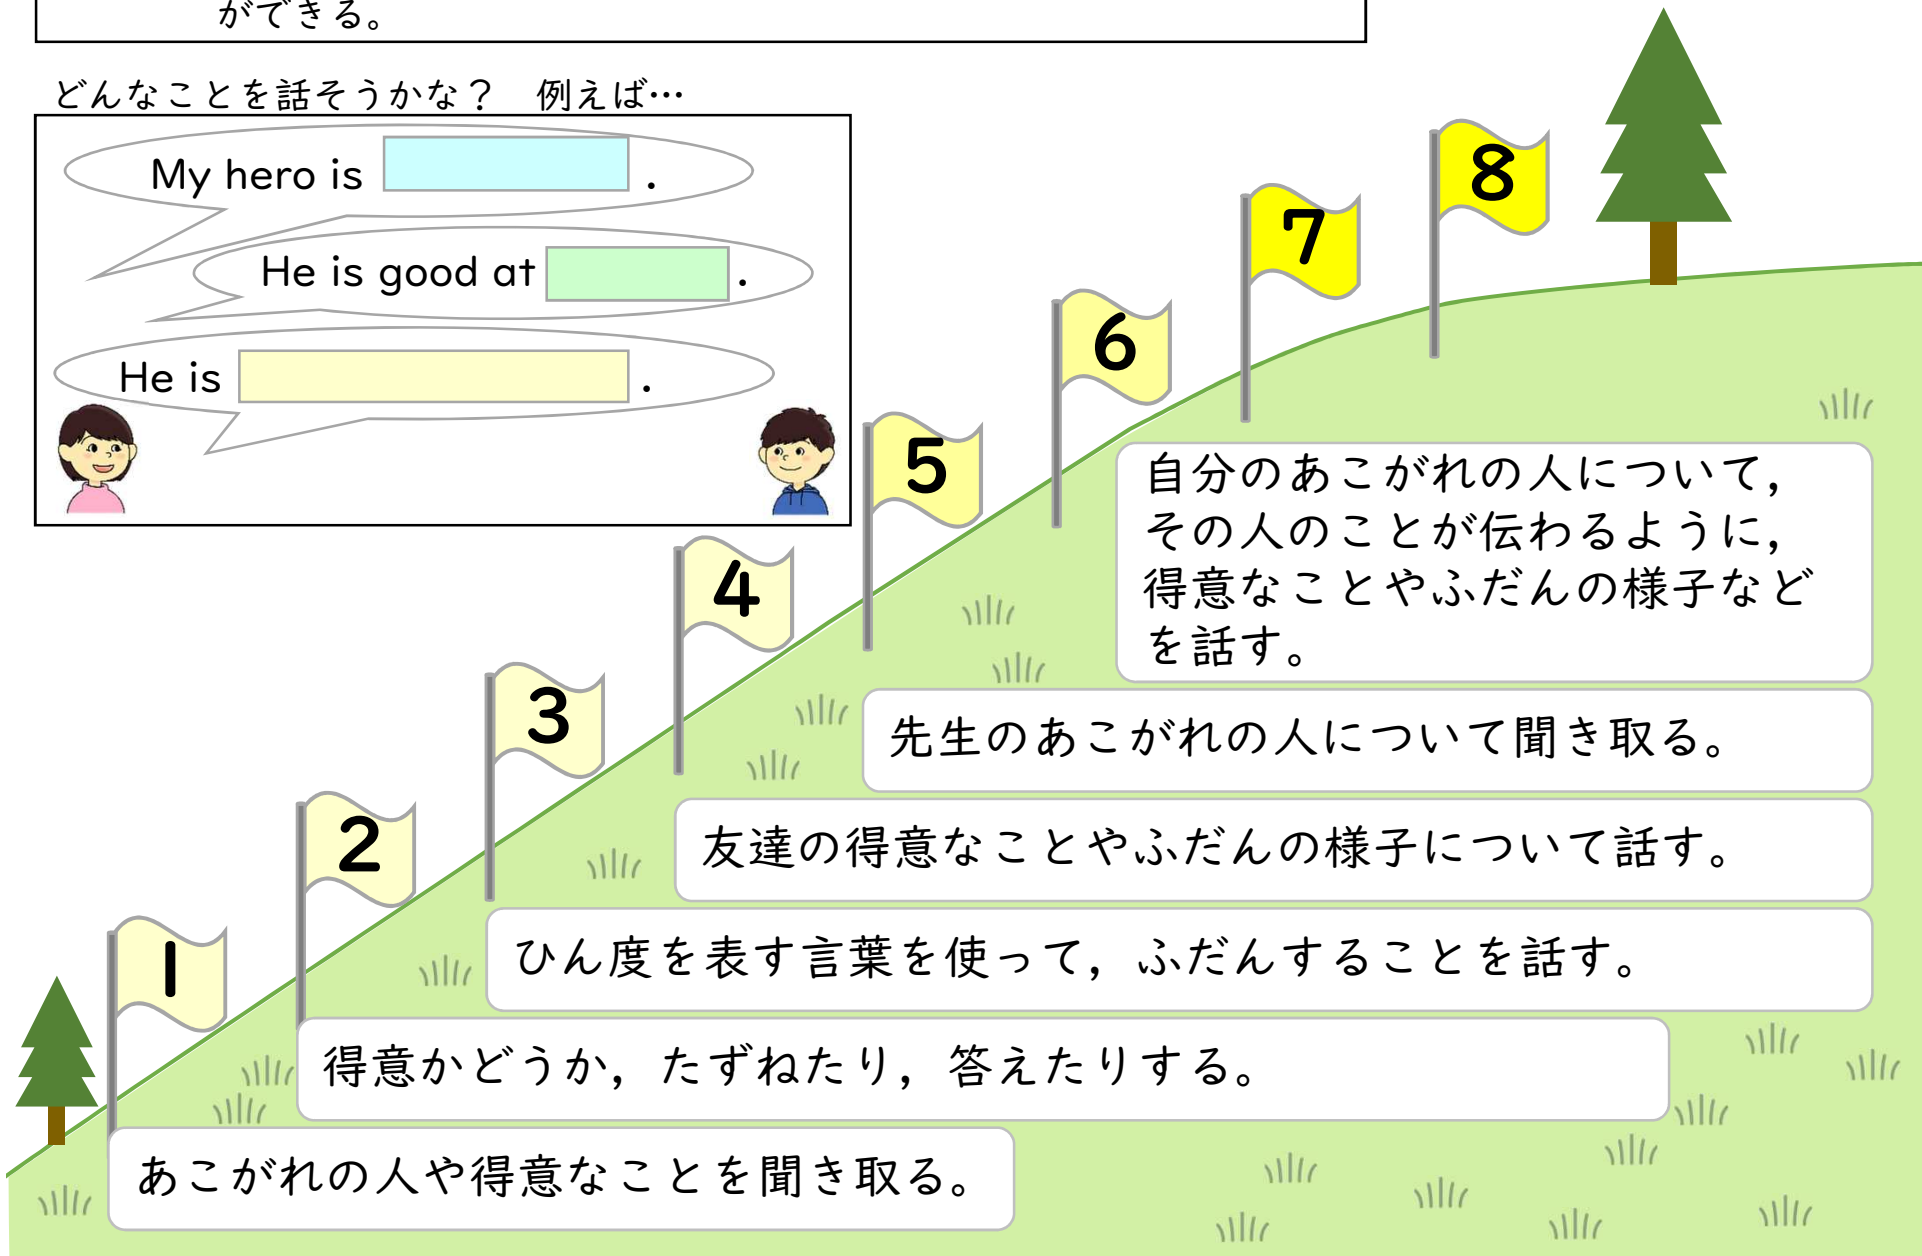 ができる。
どんなことを話そうかな？　例えば…
My hero is .
He is good at .
He is .
8
7
6
5
4
3
2
1
自分のあこがれの人について，
その人のことが伝わるように，
得意なことやふだんの様子など
を話す。
先生のあこがれの人について聞き取る。
友達の得意なことやふだんの様子について話す。
ひん度を表す言葉を使って，ふだんすることを話す。
得意かどうか，たずねたり，答えたりする。
あこがれの人や得意なことを聞き取る。